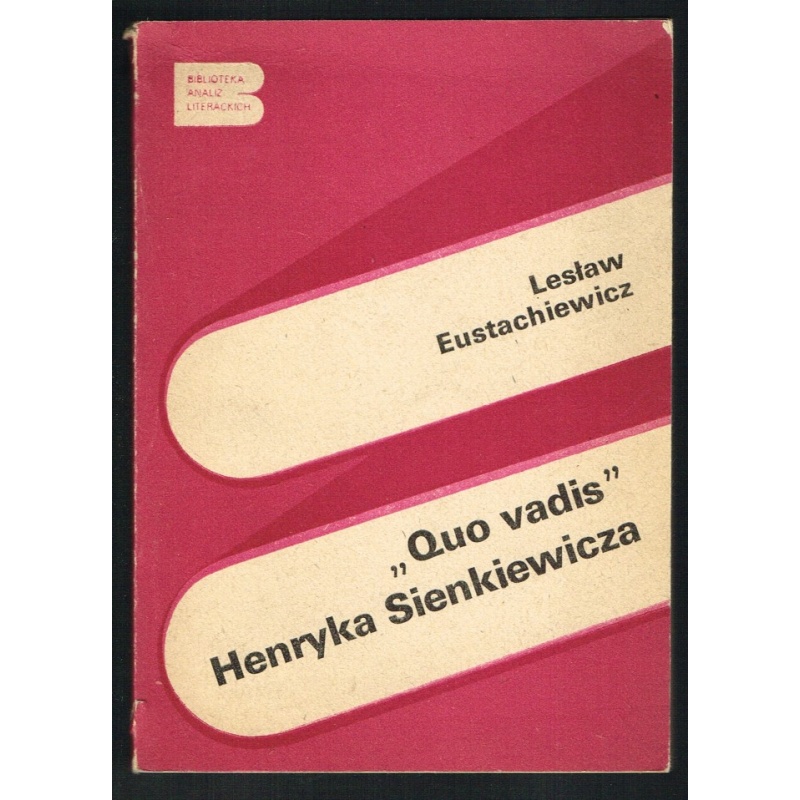 BIBLIOTEKA
ANALIZ
LITERACKICH
Lesław
Eustachiewicz
„Quo vadis”
Henryka Sienkiewicza